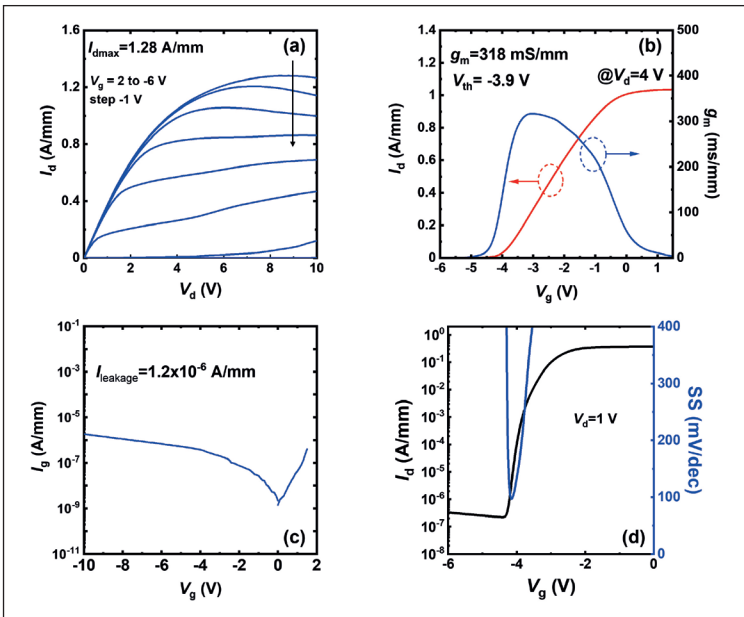 (a)
I_dmax=1.28 A/mm
V_g = 2 to -6 V
step -1 V
1.6
1.2
0.8
0.4
0
0 2 4 6 8 10
I_d (A/mm)
V_d (V)
(b)
g_m=318 mS/mm
V_th= -3.9 V
@V_d=4 V
1.4
1.2
1
0.8
0.6
0.4
0.2
0
500
400
300
200
100
0
-6 -5 -4 -3 -2 -1 0 1
I_d (A/mm)
g_m (ms/mm)
V_g (V)
(c)
I_leakage=1.2x10^-6 A/mm
10^-1
10^-3
10^-5
10^-7
10^-9
10^-11
-10 -8 -6 -4 -2 0 2
I_g (A/mm)
V_g (V)
(d)
V_d=1 V
10^0
10^-1
10^-2
10^-3
10^-4
10^-5
10^-6
10^-7
10^-8
400
300
200
100
0
-6 -4 -2 0
I_d (A/mm)
SS (mV/dec)
V_g (V)